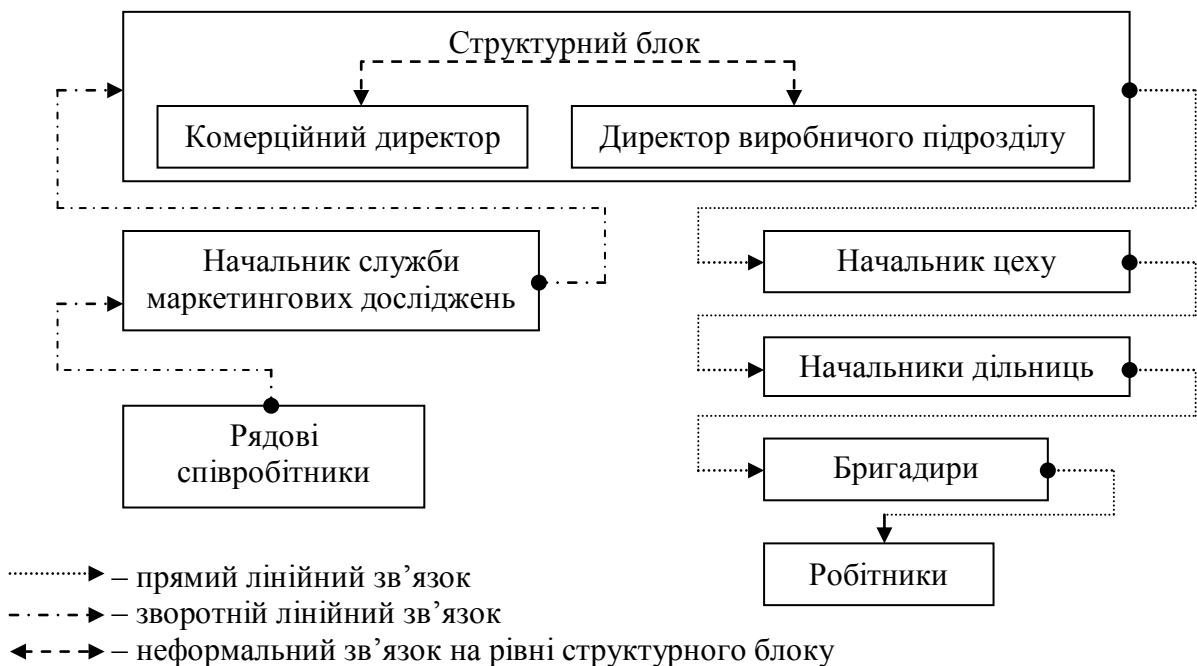 Структурний блок
Комерційний директор
Директор виробничого підрозділу
Начальник служби
маркетингових досліджень
Начальник цеху
Начальники дільниць
Рядові
співробітники
Бригадири
Робітники
– прямий лінійний зв’язок
– зворотній лінійний зв’язок
– неформальний зв’язок на рівні структурного блоку